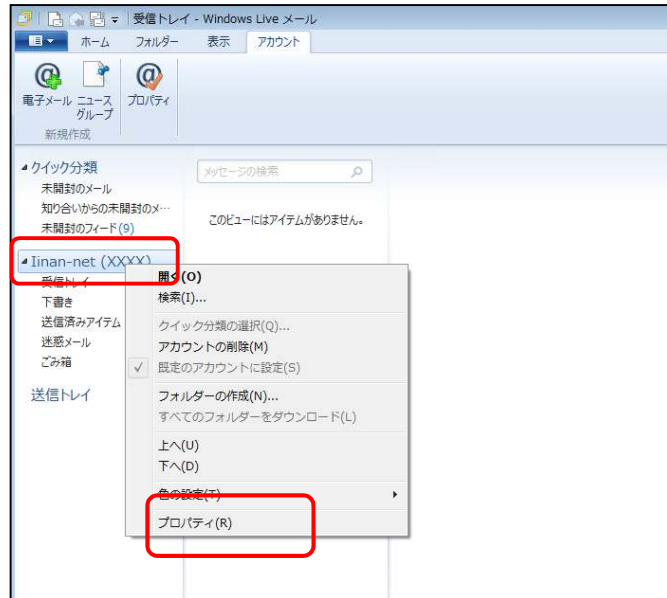 受信トレイ - Windows Live メール
ホーム フォルダー 表示 アカウント
電子メール ニュースグループ プロパティ
新規作成
クイック分類
未開封のメール
知り合いからの未開封のメ…
未開封のフィード (9)
メッセージの検索
このビューにはアイテムがありません。
Iinan-net (XXXX)
受信トレイ
下書き
送信済みアイテム
迷惑メール
ごみ箱
送信トレイ
開く(O)
検索(I)...
クイック分類の選択(Q)...
アカウントの削除(M)
既定のアカウントに設定(S)
フォルダーの作成(N)...
すべてのフォルダーをダウンロード(L)
上へ(U)
下へ(D)
色の設定(T)
プロパティ(R)